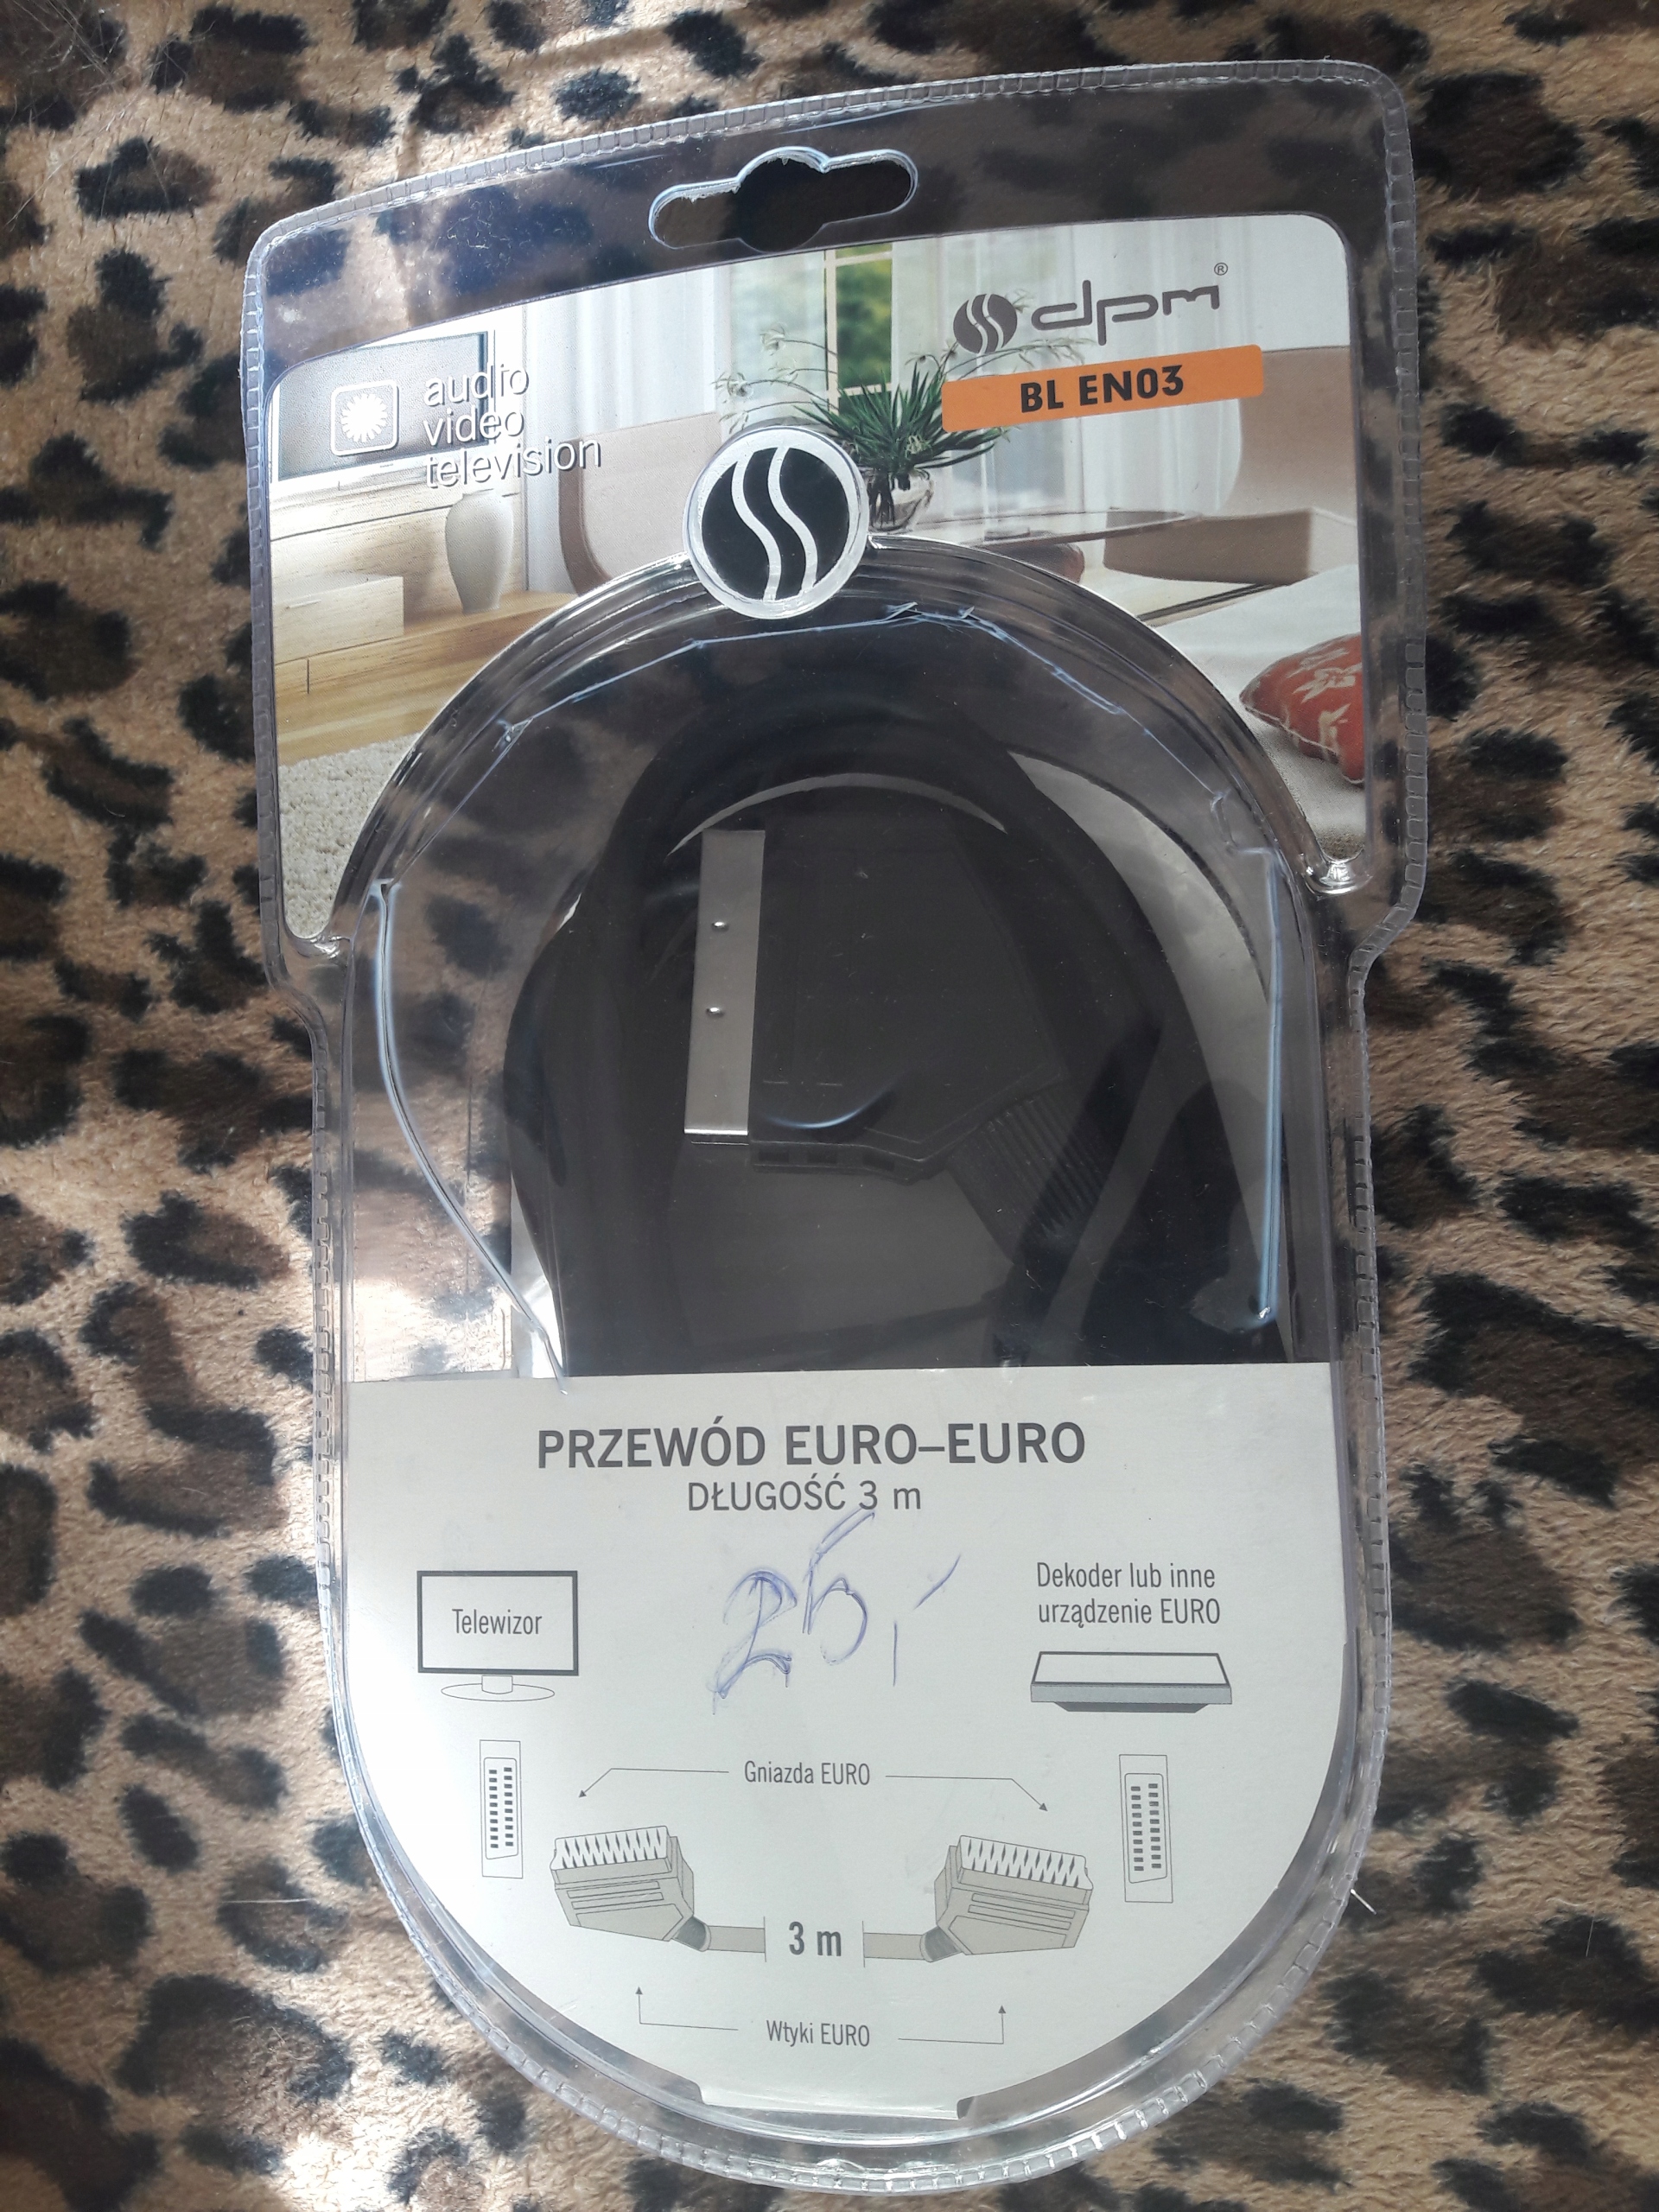 dpm®
BL EN03
audio
video
television
PRZEWÓD EURO–EURO
DŁUGOŚĆ 3 m
25,-
Telewizor
Dekoder lub inne
urządzenie EURO
Gniazda EURO
3 m
Wtyki EURO